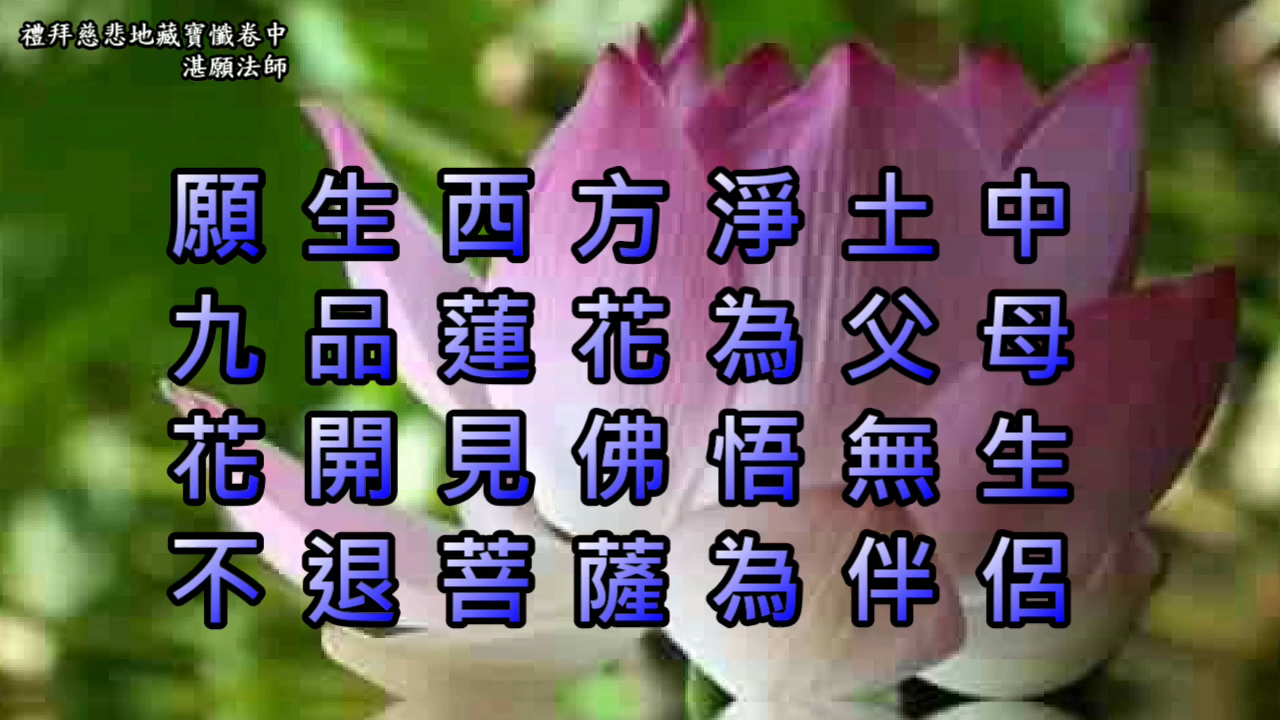 禮拜慈悲地藏寶懺卷中
湛願法師
願生西方淨土中
九品蓮花為父母
花開見佛悟無生
不退菩薩為伴侶